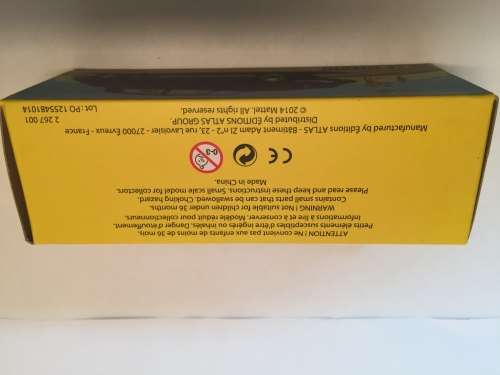 ATTENTION ! Ne convient pas aux enfants de moins de 36 mois.
Petits éléments susceptibles d'être ingérés ou inhalés. Danger d'étouffement.
Informations à lire et à conserver. Modèle réduit pour collectionneurs.
WARNING ! Not suitable for children under 36 months.
Contains small parts that can be swallowed. Choking hazard.
Please read and keep these instructions. Small scale model for collectors.
Made in China.
0-3
CE
Manufactured by Editions ATLAS - Bâtiment Adam, ZI n°2 - 23, rue Lavoisier - 27000 Evreux - France
Distributed by ÉDITIONS ATLAS GROUP.
© 2014 Mattel. All rights reserved.
2 267 001
Lot : PO 1255481014